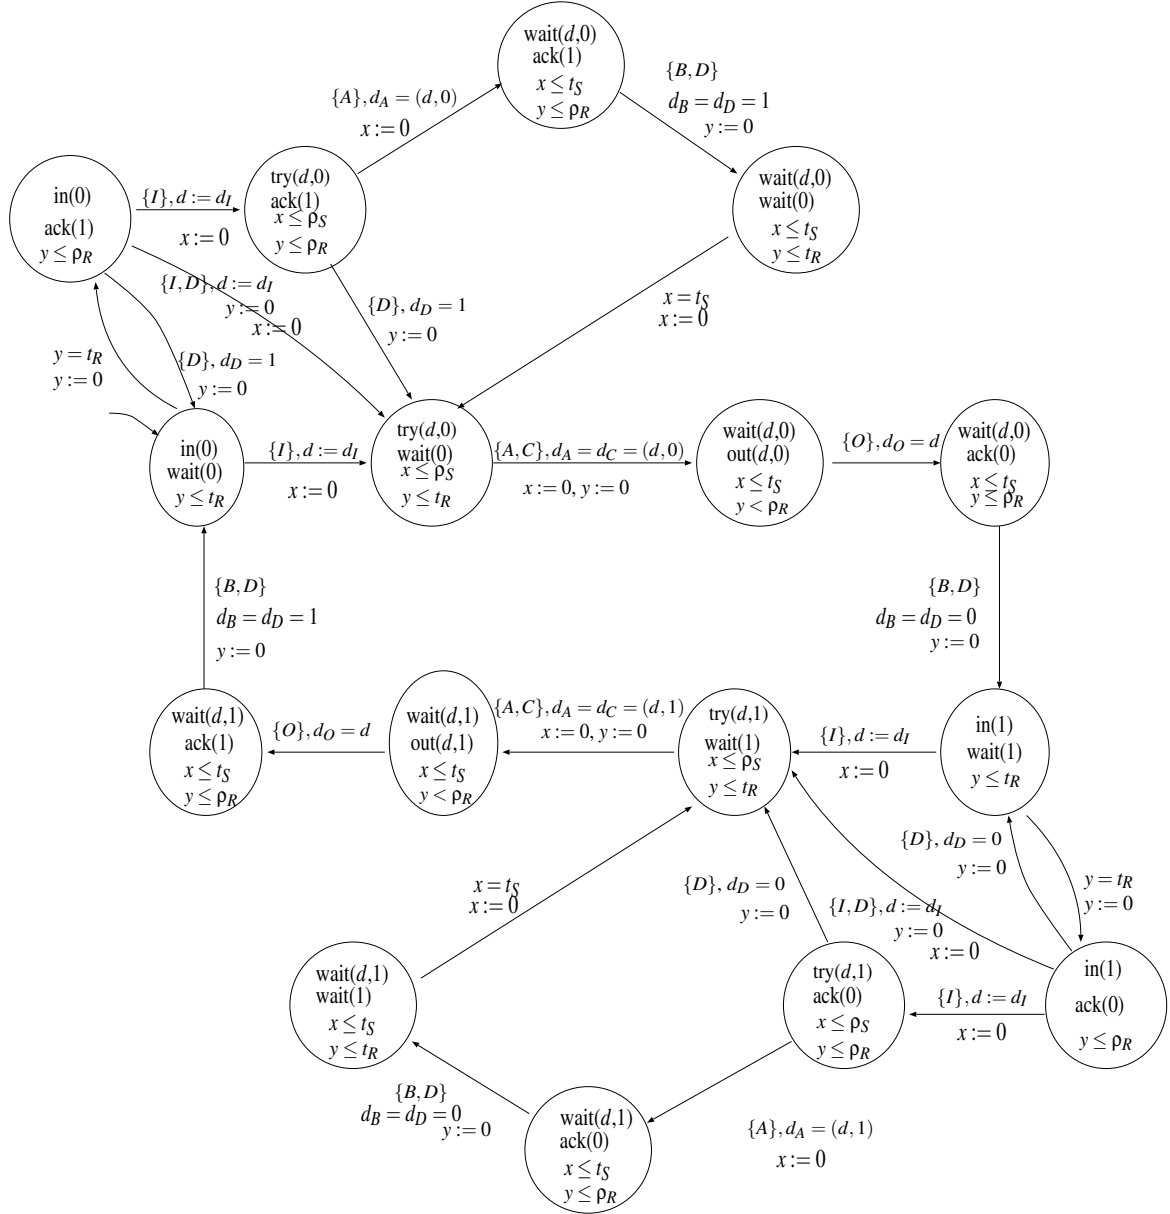 wait(d,0)
ack(1)
x ≤ t_S
y ≤ ρ_R
{A}, d_A = (d,0)
x := 0
{B,D}
d_B = d_D = 1
y := 0
in(0)
ack(1)
y ≤ ρ_R
{I}, d := d_I
x := 0
try(d,0)
ack(1)
x ≤ ρ_S
y ≤ ρ_R
wait(d,0)
wait(0)
x ≤ t_S
y ≤ t_R
{I,D}, d := d_I
y := 0
x := 0
{D}, d_D = 1
y := 0
x = t_S
x := 0
y = t_R
y := 0
{D}, d_D = 1
y := 0
in(0)
wait(0)
y ≤ t_R
{I}, d := d_I
x := 0
try(d,0)
wait(0)
x ≤ ρ_S
y ≤ t_R
{A,C}, d_A = d_C = (d,0)
x := 0, y := 0
wait(d,0)
out(d,0)
x ≤ t_S
y < ρ_R
{O}, d_O = d
wait(d,0)
ack(0)
x ≤ t_S
y ≤ ρ_R
{B,D}
d_B = d_D = 1
y := 0
{B,D}
d_B = d_D = 0
y := 0
wait(d,1)
ack(1)
x ≤ t_S
y ≤ ρ_R
{O}, d_O = d
wait(d,1)
out(d,1)
x ≤ t_S
y < ρ_R
{A,C}, d_A = d_C = (d,1)
x := 0, y := 0
try(d,1)
wait(1)
x ≤ ρ_S
y ≤ t_R
{I}, d := d_I
x := 0
in(1)
wait(1)
y ≤ t_R
x = t_S
x := 0
{D}, d_D = 0
y := 0
{I,D}, d := d_I
y := 0
x := 0
{D}, d_D = 0
y := 0
y = t_R
y := 0
wait(d,1)
wait(1)
x ≤ t_S
y ≤ t_R
try(d,1)
ack(0)
x ≤ ρ_S
y ≤ ρ_R
{I}, d := d_I
x := 0
in(1)
ack(0)
y ≤ ρ_R
{B,D}
d_B = d_D = 0
y := 0
wait(d,1)
ack(0)
x ≤ t_S
y ≤ ρ_R
{A}, d_A = (d,1)
x := 0